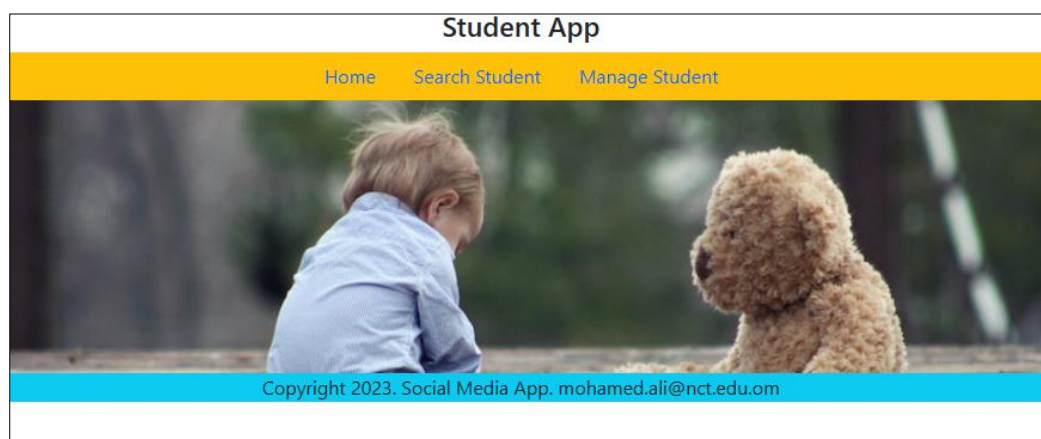 Student App
Home Search Student Manage Student
Copyright 2023. Social Media App. mohamed.ali@nct.edu.om